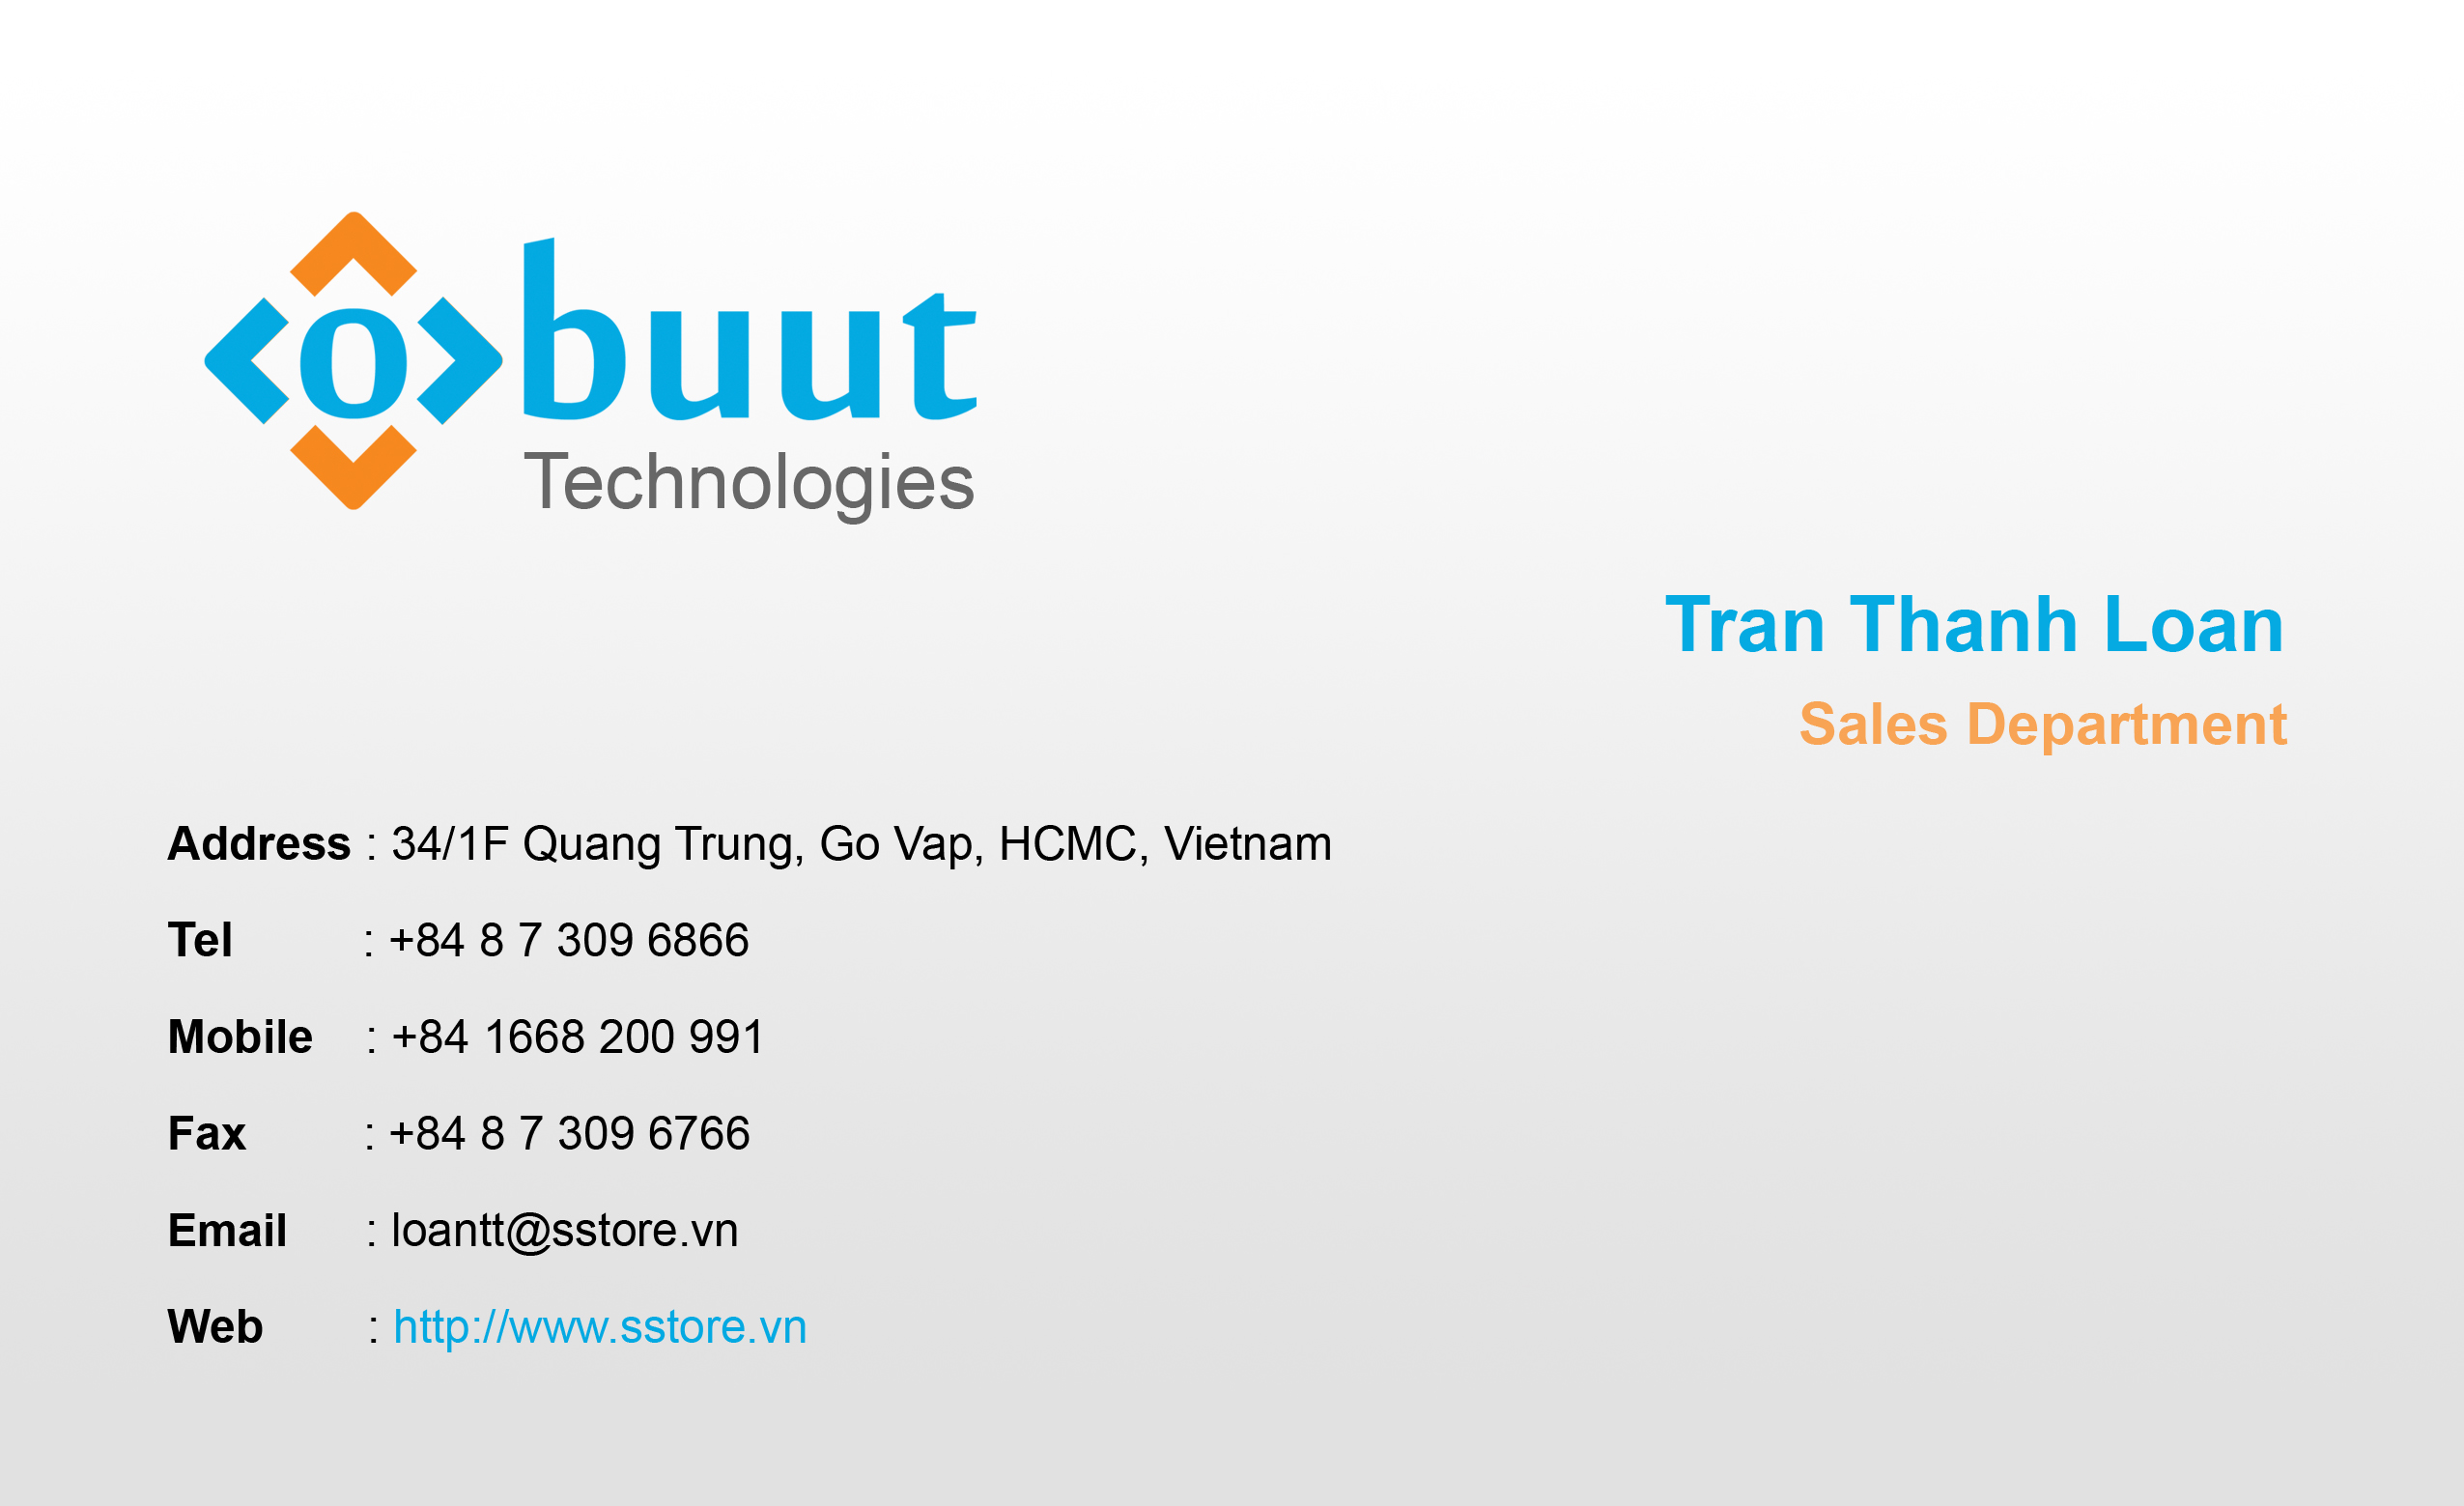 obuut
Technologies
Tran Thanh Loan
Sales Department
Address : 34/1F Quang Trung, Go Vap, HCMC, Vietnam
Tel : +84 8 7 309 6866
Mobile : +84 1668 200 991
Fax : +84 8 7 309 6766
Email : loantt@sstore.vn
Web : http://www.sstore.vn